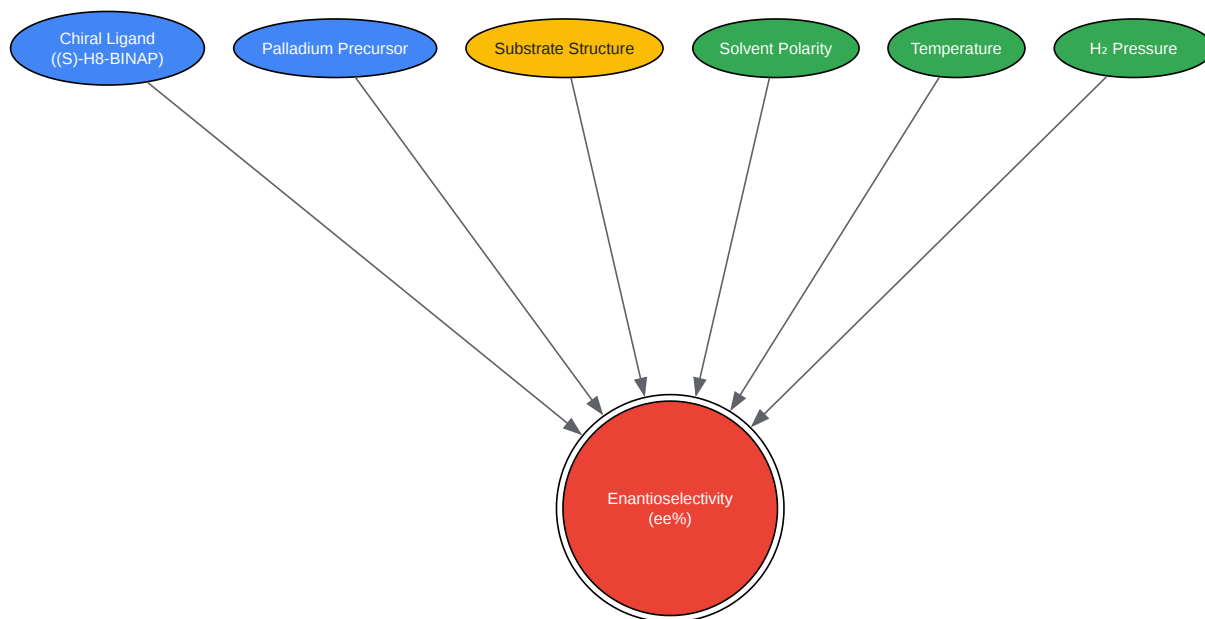 Chiral Ligand
((S)-H8-BINAP)
Palladium Precursor
Substrate Structure
Solvent Polarity
Temperature
H₂ Pressure
Enantioselectivity
(ee%)